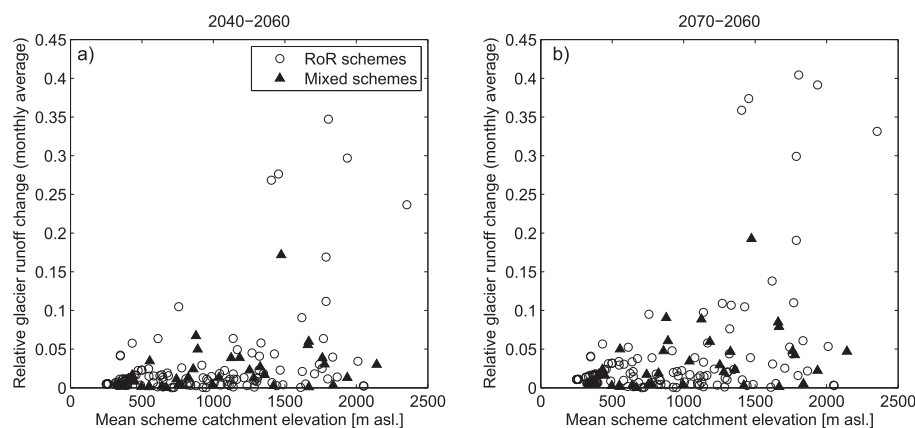 2040−2060
a)
RoR schemes
Mixed schemes
Relative glacier runoff change (monthly average)
0.45
0.4
0.35
0.3
0.25
0.2
0.15
0.1
0.05
0
0 500 1000 1500 2000 2500
Mean scheme catchment elevation [m asl.]
2070−2060
b)
Relative glacier runoff change (monthly average)
0.45
0.4
0.35
0.3
0.25
0.2
0.15
0.1
0.05
0
0 500 1000 1500 2000 2500
Mean scheme catchment elevation [m asl.]